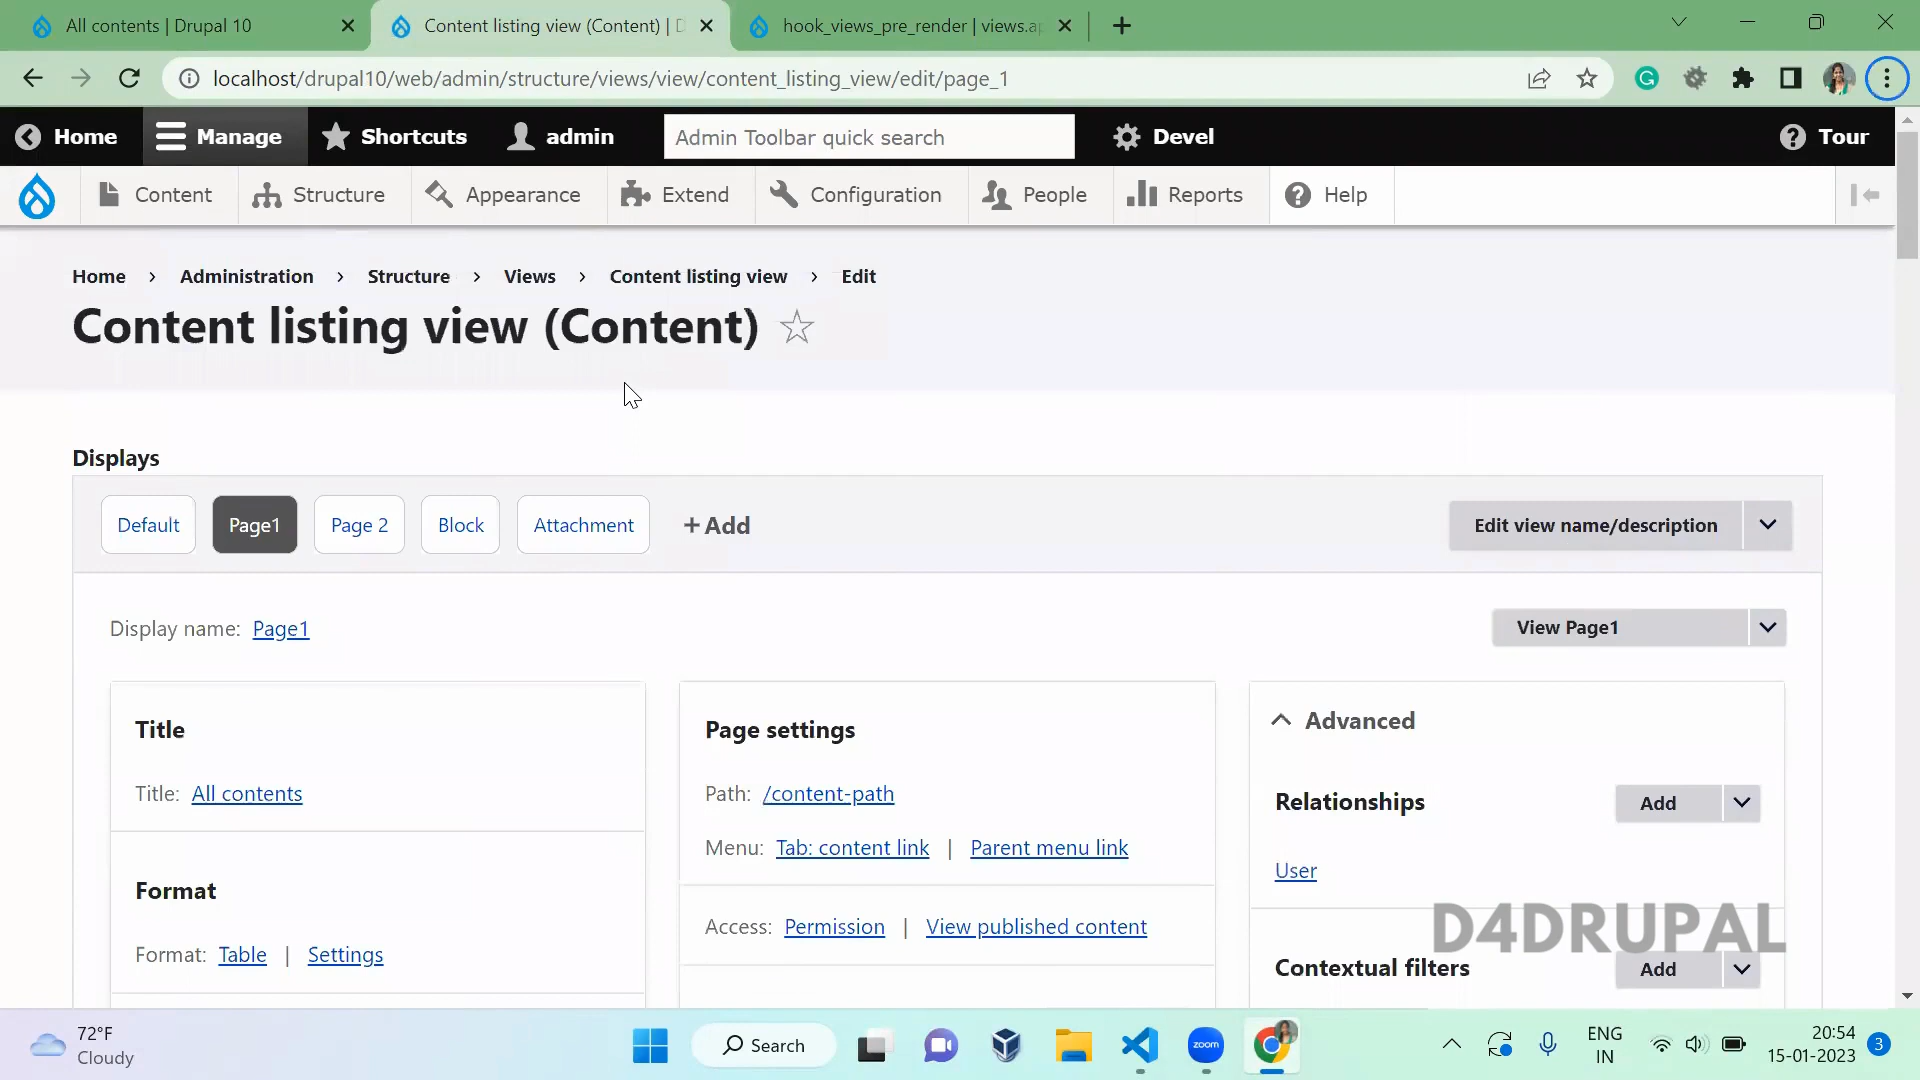 All contents | Drupal 10
Content listing view (Content) | D
hook_views_pre_render | views.ap
localhost/drupal10/web/admin/structure/views/view/content_listing_view/edit/page_1
Home
Manage
Shortcuts
admin
Admin Toolbar quick search
Devel
Tour
Content
Structure
Appearance
Extend
Configuration
People
Reports
Help
Home › Administration › Structure › Views › Content listing view › Edit
Content listing view (Content)
Displays
Default
Page1
Page 2
Block
Attachment
+ Add
Edit view name/description
Display name: Page1
View Page1
Title
Title: All contents
Format
Format: Table | Settings
Page settings
Path: /content-path
Menu: Tab: content link | Parent menu link
Access: Permission | View published content
Advanced
Relationships
Add
User
D4DRUPAL
Contextual filters
Add
72°F
Cloudy
Search
zoom
ENG
IN
20:54
15-01-2023
3